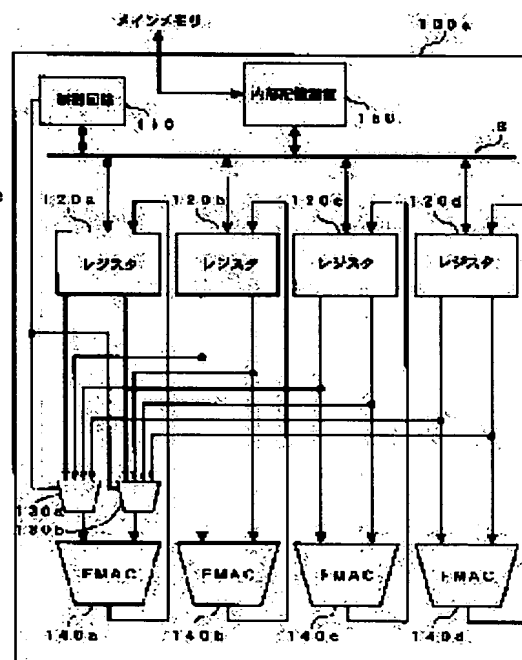 メインメモリ
100a
制御回路
110
内部記憶装置
150
B
120a
120b
120c
120d
レジスタ
レジスタ
レジスタ
レジスタ
130a
130b
FMAC
FMAC
FMAC
FMAC
140a
140b
140c
140d